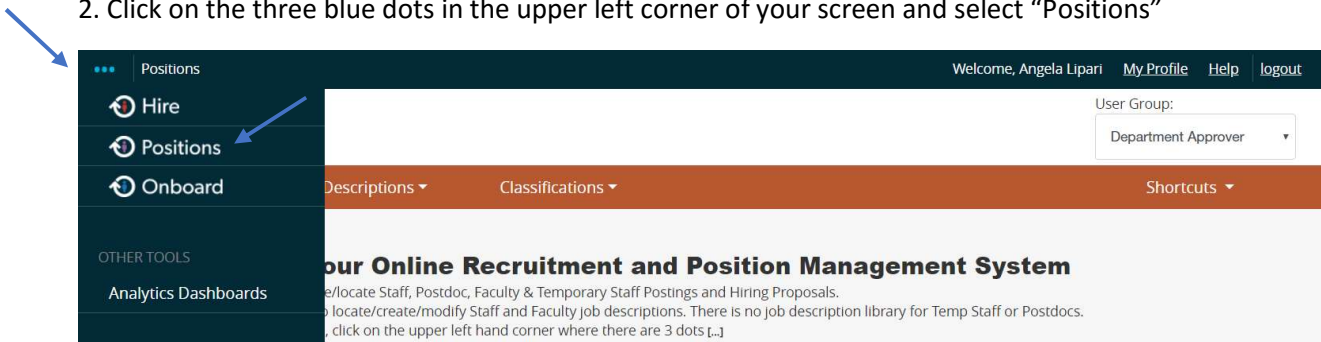 2. Click on the three blue dots in the upper left corner of your screen and select “Positions”
Positions Welcome, Angela Lipari My Profile Help logout
Hire
User Group:
Positions
Department Approver
Onboard
Descriptions Classifications Shortcuts
OTHER TOOLS
our Online Recruitment and Position Management System
Analytics Dashboards
e/locate Staff, Postdoc, Faculty & Temporary Staff Postings and Hiring Proposals.
locate/create/modify Staff and Faculty job descriptions. There is no job description library for Temp Staff or Postdocs.
, click on the upper left hand corner where there are 3 dots [...]